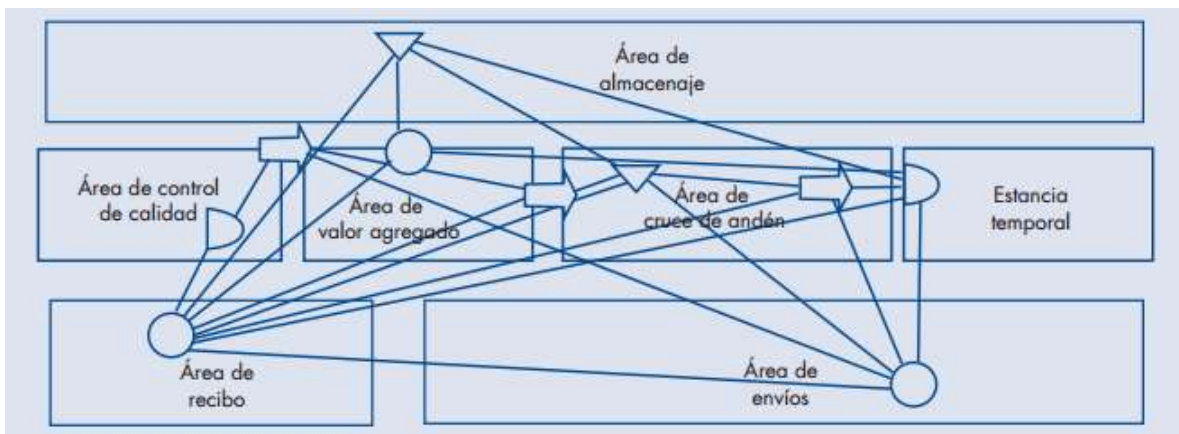 Área de
almacenaje
Área de control
de calidad
Área de
valor agregado
Área de
cruce de andén
Estancia
temporal
Área de
recibo
Área de
envíos